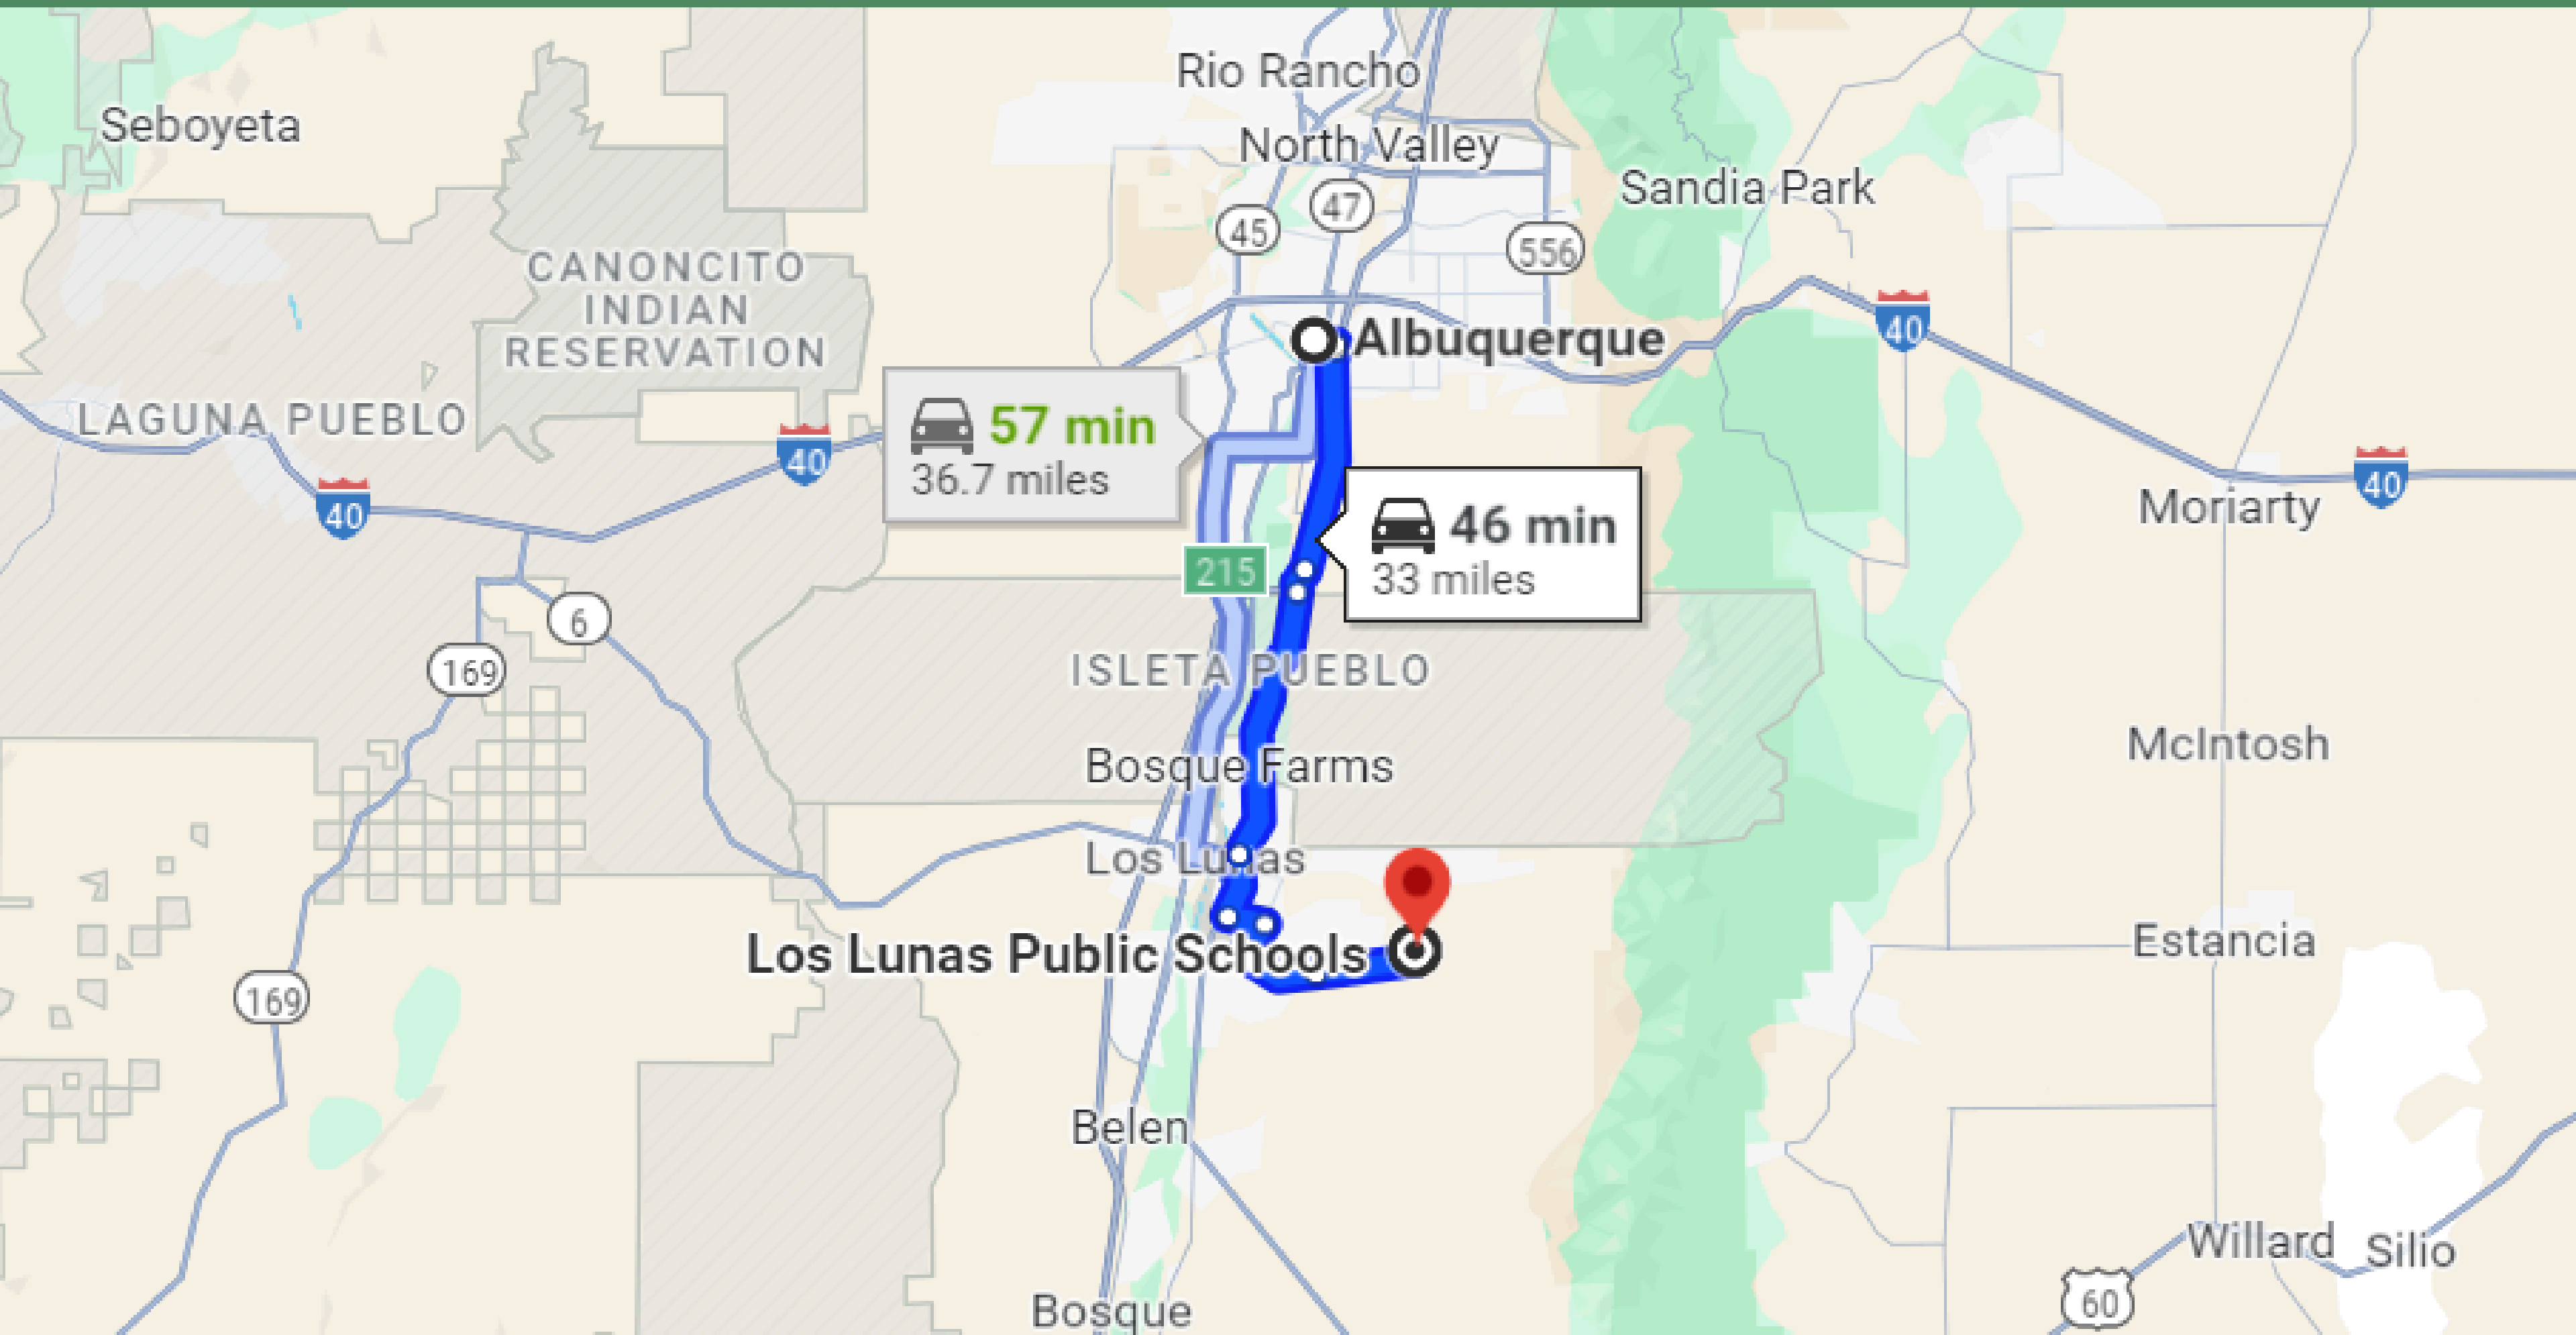 Rio Rancho
Seboyeta
North Valley
Sandia Park
47
45
556
CANONCITO
INDIAN
RESERVATION
40
Albuquerque
LAGUNA PUEBLO
57 min
36.7 miles
40
40
40
Moriarty
46 min
33 miles
215
6
169
ISLETA PUEBLO
McIntosh
Bosque Farms
Los Lunas
Estancia
Los Lunas Public Schools
169
Belen
Willard
Silio
60
Bosque